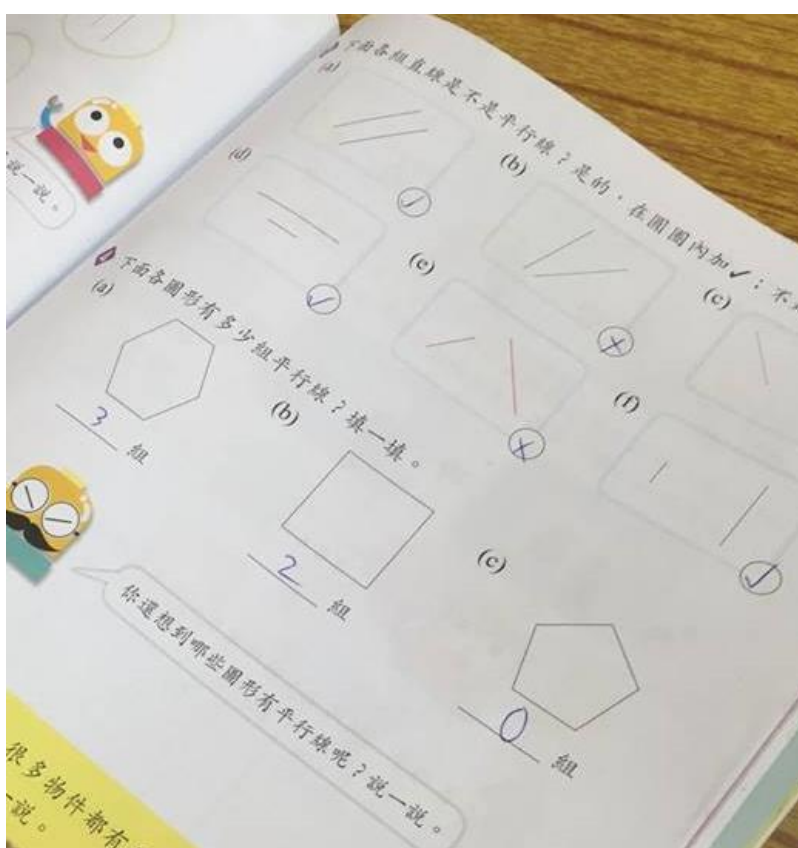 下面各組直線是不是平行線？是的，在圓圈內加✓；不
(a)
✓
(b)
✗
(c)
(d)
✓
(e)
✗
(f)
✓
4 下面各圖形有多少組平行線？填一填。
(a)
3 組
(b)
2 組
(c)
0 組
你還想到哪些圖形有平行線呢？說一說。
說一說。
很多物件都有
一說。